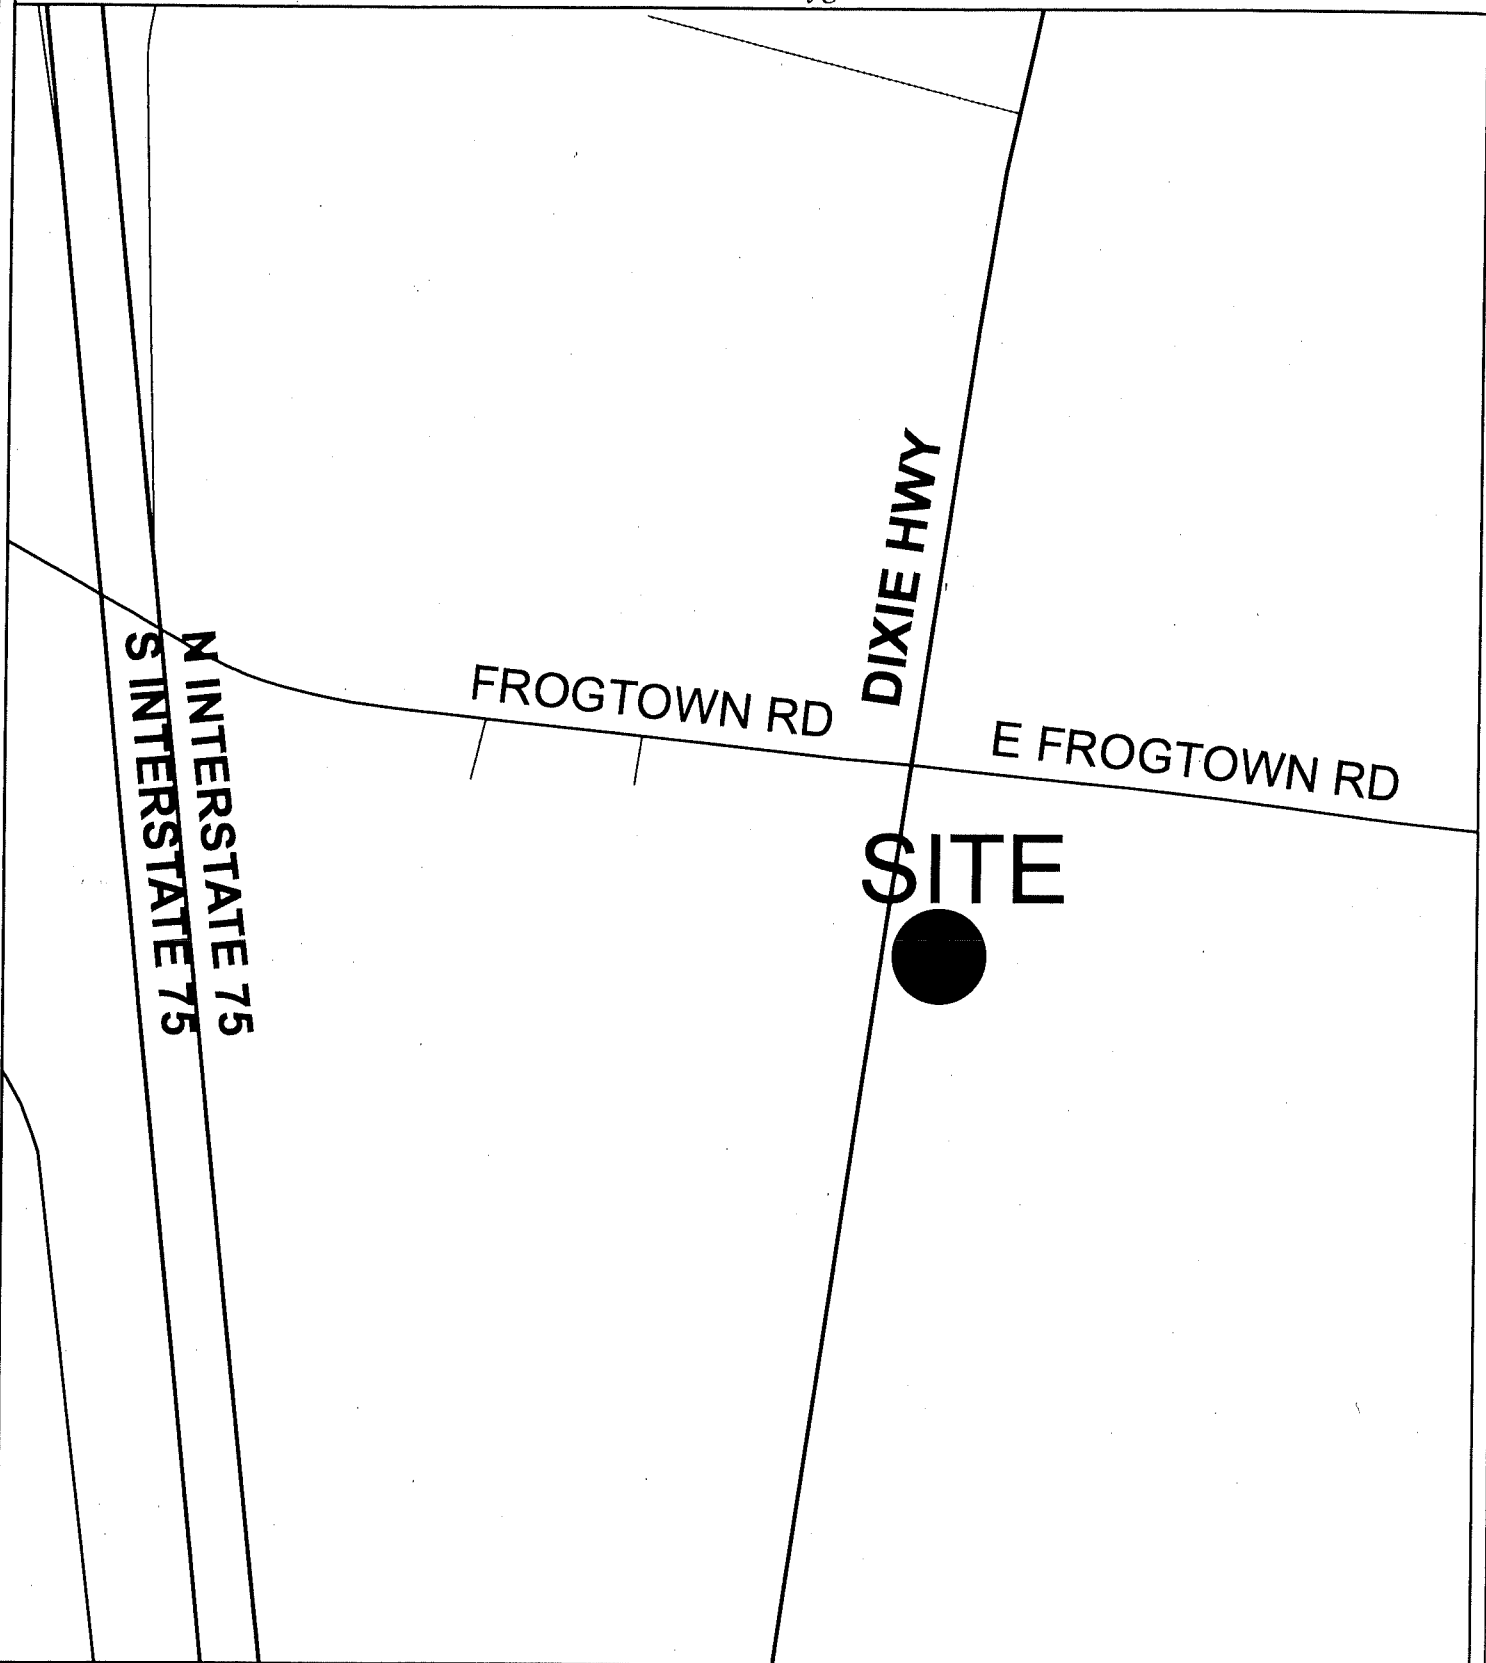 DIXIE HWY
FROGTOWN RD
E FROGTOWN RD
N INTERSTATE 75
S INTERSTATE 75
SITE